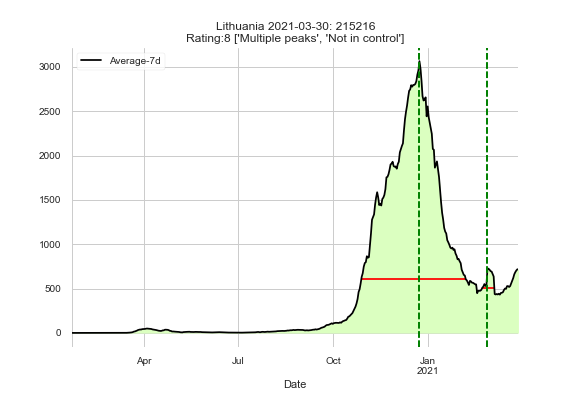 Lithuania 2021-03-30: 215216
Rating:8 ['Multiple peaks', 'Not in control']
Average-7d
3000
2500
2000
1500
1000
500
0
Apr
Jul
Oct
Jan
2021
Date